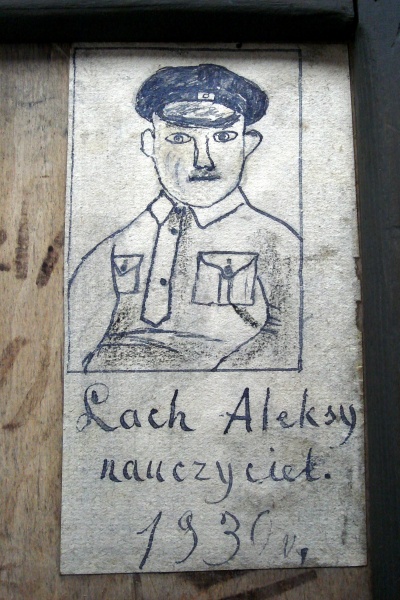 Lach Aleksy
nauczyciel.
1930 r.